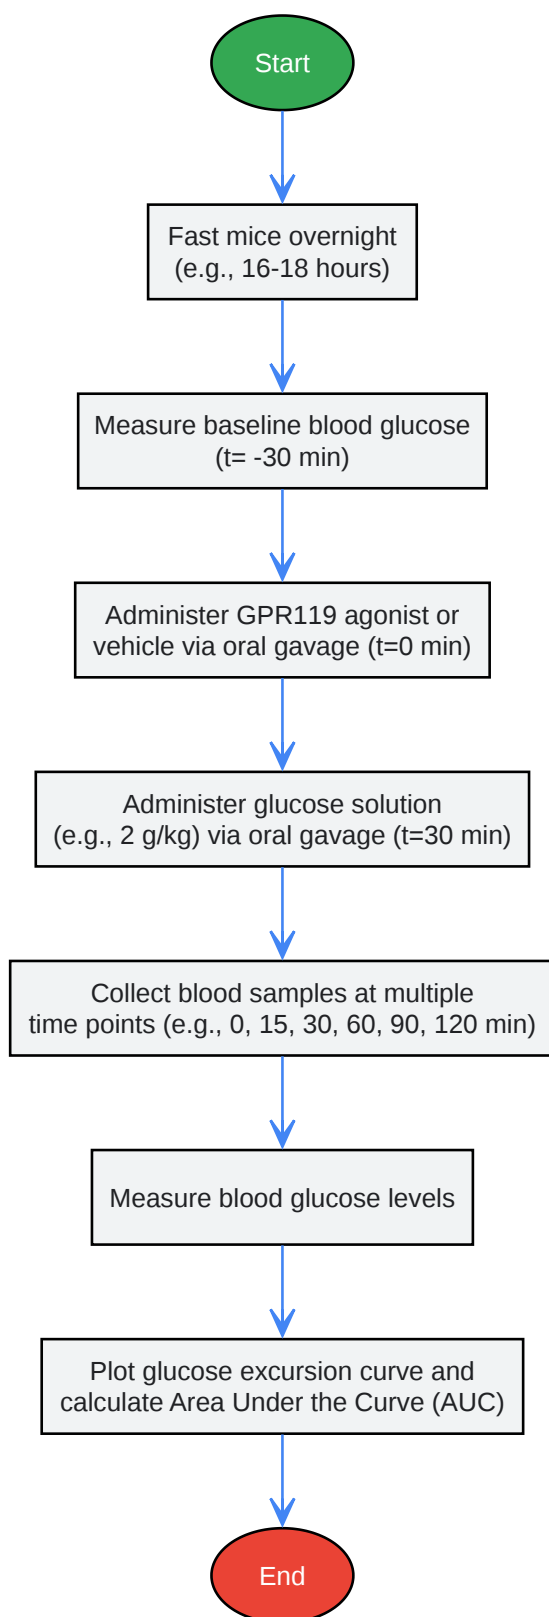 Start
Fast mice overnight
(e.g., 16-18 hours)
Measure baseline blood glucose
(t= -30 min)
Administer GPR119 agonist or
vehicle via oral gavage (t=0 min)
Administer glucose solution
(e.g., 2 g/kg) via oral gavage (t=30 min)
Collect blood samples at multiple
time points (e.g., 0, 15, 30, 60, 90, 120 min)
Measure blood glucose levels
Plot glucose excursion curve and
calculate Area Under the Curve (AUC)
End